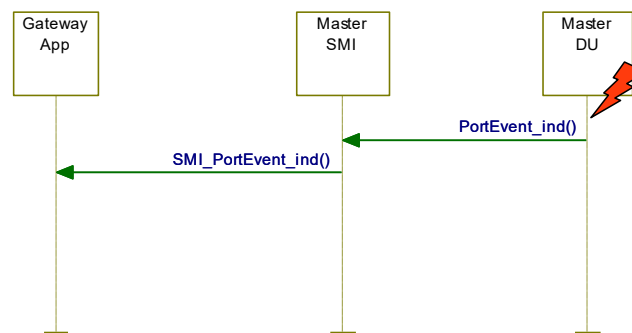 Gateway
App
Master
SMI
Master
DU
PortEvent_ind()
SMI_PortEvent_ind()